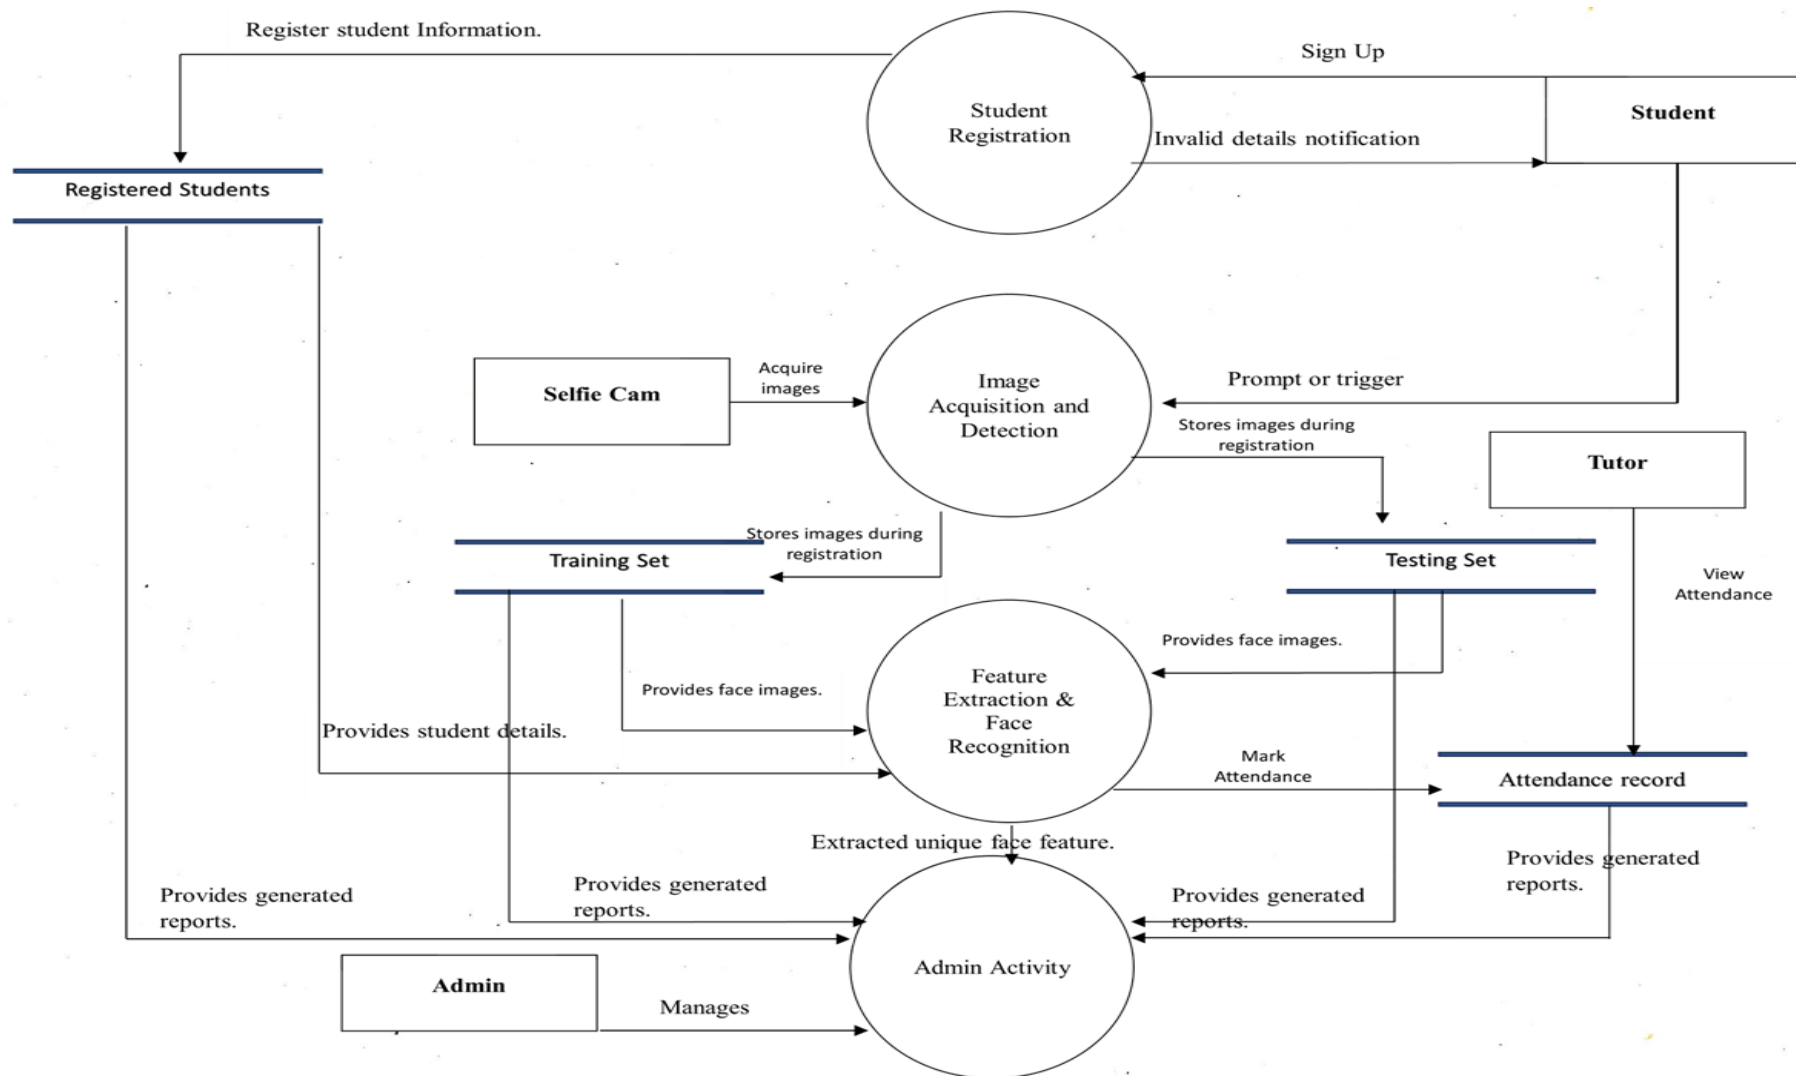 Register student Information.
Sign Up
Student
Registration
Student
Invalid details notification
Registered Students
Selfie Cam
Acquire
images
Image
Acquisition and
Detection
Prompt or trigger
Stores images during
registration
Tutor
Stores images during
registration
Training Set
Testing Set
View
Attendance
Provides face images.
Feature
Extraction &
Face
Recognition
Provides face images.
Provides student details.
Mark
Attendance
Attendance record
Extracted unique face feature.
Provides generated
reports.
Provides generated
reports.
Provides generated
reports.
Provides generated
reports.
Admin Activity
Admin
Manages